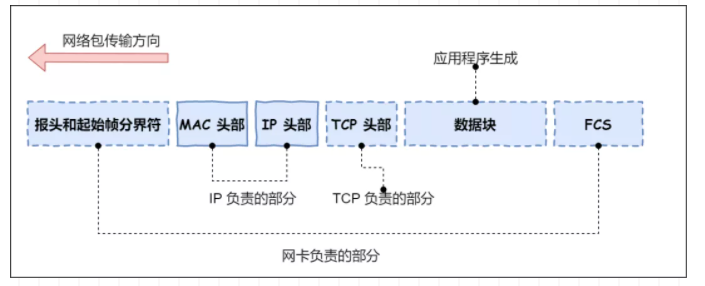 网络包传输方向
应用程序生成
报头和起始帧分界符 MAC 头部 IP 头部 TCP 头部 数据块 FCS
IP 负责的部分 TCP 负责的部分
网卡负责的部分